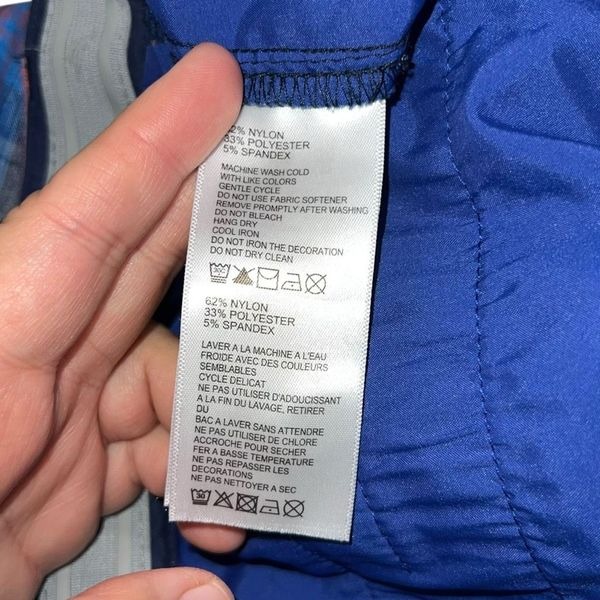 2% NYLON
33% POLYESTER
5% SPANDEX
MACHINE WASH COLD
WITH LIKE COLORS
GENTLE CYCLE
DO NOT USE FABRIC SOFTENER
REMOVE PROMPTLY AFTER WASHING
DO NOT BLEACH
HANG DRY
COOL IRON
DO NOT IRON THE DECORATION
DO NOT DRY CLEAN
62% NYLON
33% POLYESTER
5% SPANDEX
LAVER A LA MACHINE A L'EAU
FROIDE AVEC DES COULEURS
SEMBLABLES
CYCLE DELICAT
NE PAS UTILISER D'ADOUCISSANT
A LA FIN DU LAVAGE, RETIRER
DU
BAC A LAVER SANS ATTENDRE
NE PAS UTILISER DE CHLORE
ACCROCHE POUR SECHER
FER A BASSE TEMPERATURE
NE PAS REPASSER LES
DECORATIONS
NE PAS NETTOYER A SEC
30